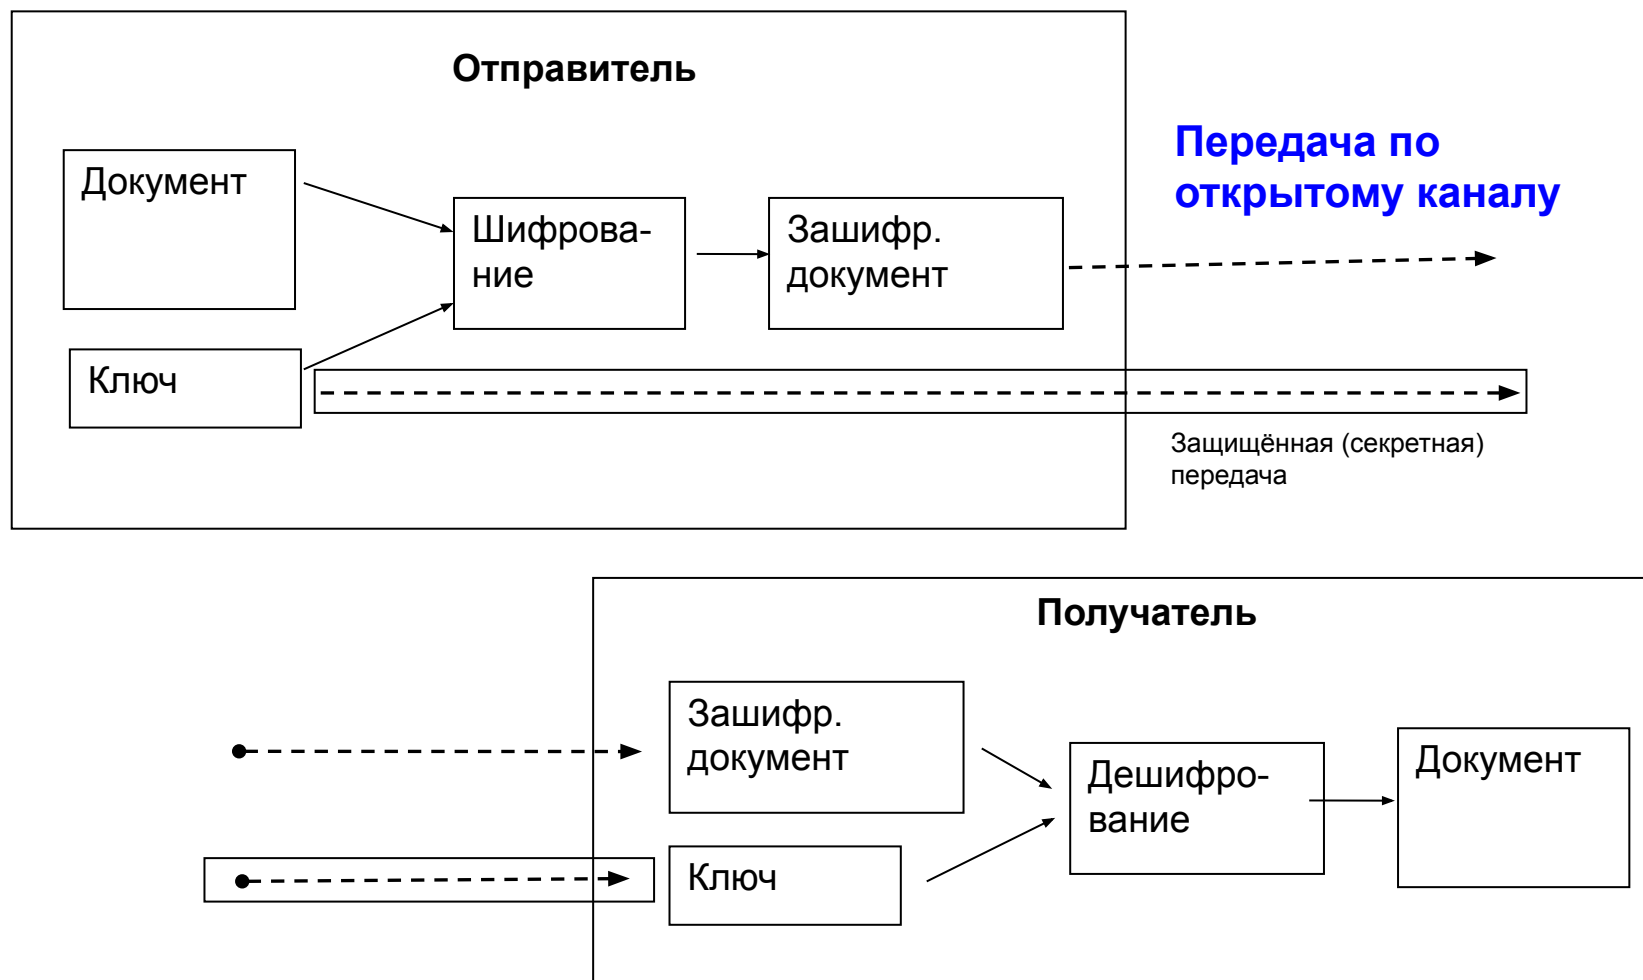 Отправитель
Передача по
открытому каналу
Документ
Шифрова-
ние
Зашифр.
документ
Ключ
Защищённая (секретная)
передача
Получатель
Зашифр.
документ
Дешифро-
вание
Документ
Ключ